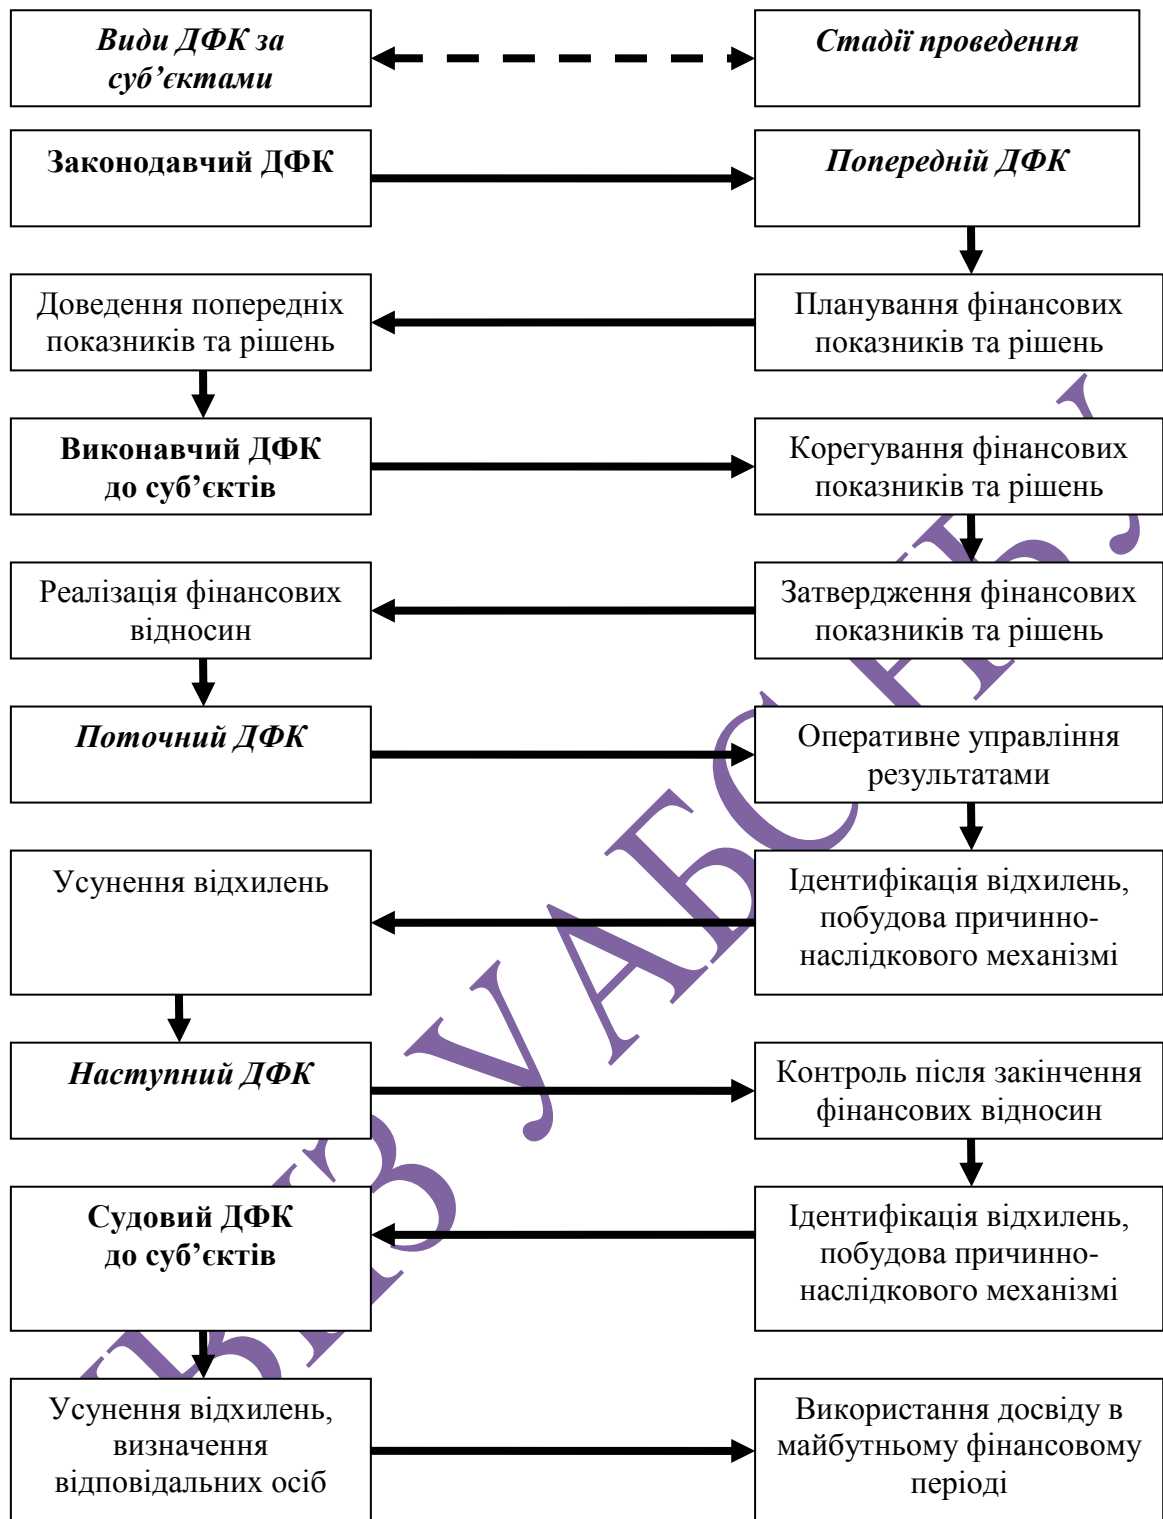 Види ДФК за
суб’єктами
Стадії проведення
Законодавчий ДФК
Попередній ДФК
Доведення попередніх
показників та рішень
Планування фінансових
показників та рішень
Виконавчий ДФК
до суб’єктів
Корегування фінансових
показників та рішень
Реалізація фінансових
відносин
Затвердження фінансових
показників та рішень
Поточний ДФК
Оперативне управління
результатами
Усунення відхилень
Ідентифікація відхилень,
побудова причинно-
наслідкового механізмі
Наступний ДФК
Контроль після закінчення
фінансових відносин
Судовий ДФК
до суб’єктів
Ідентифікація відхилень,
побудова причинно-
наслідкового механізмі
Усунення відхилень,
визначення
відповідальних осіб
Використання досвіду в
майбутньому фінансовому
періоді
УАБС НБУ